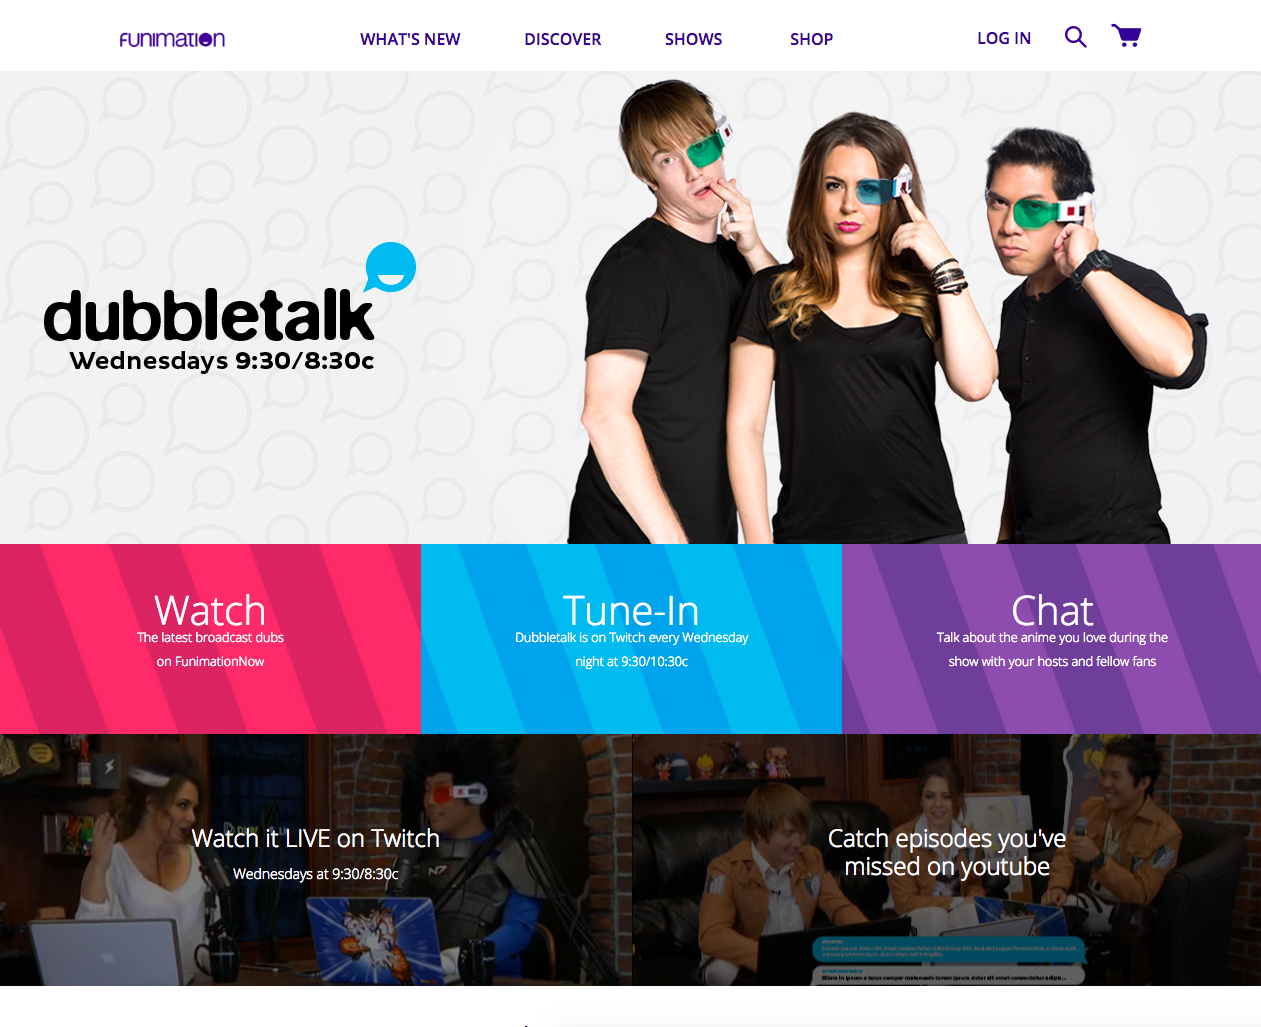 FUNIMATION
WHAT'S NEW
DISCOVER
SHOWS
SHOP
LOG IN
dubbletalk
Wednesdays 9:30/8:30c
Watch
The latest broadcast dubs
on FunimationNow
Tune-In
Dubbletalk is on Twitch every Wednesday
night at 9:30/10:30c
Chat
Talk about the anime you love during the
show with your hosts and fellow fans
Watch it LIVE on Twitch
Wednesdays at 9:30/8:30c
N7
Catch episodes you've
missed on youtube